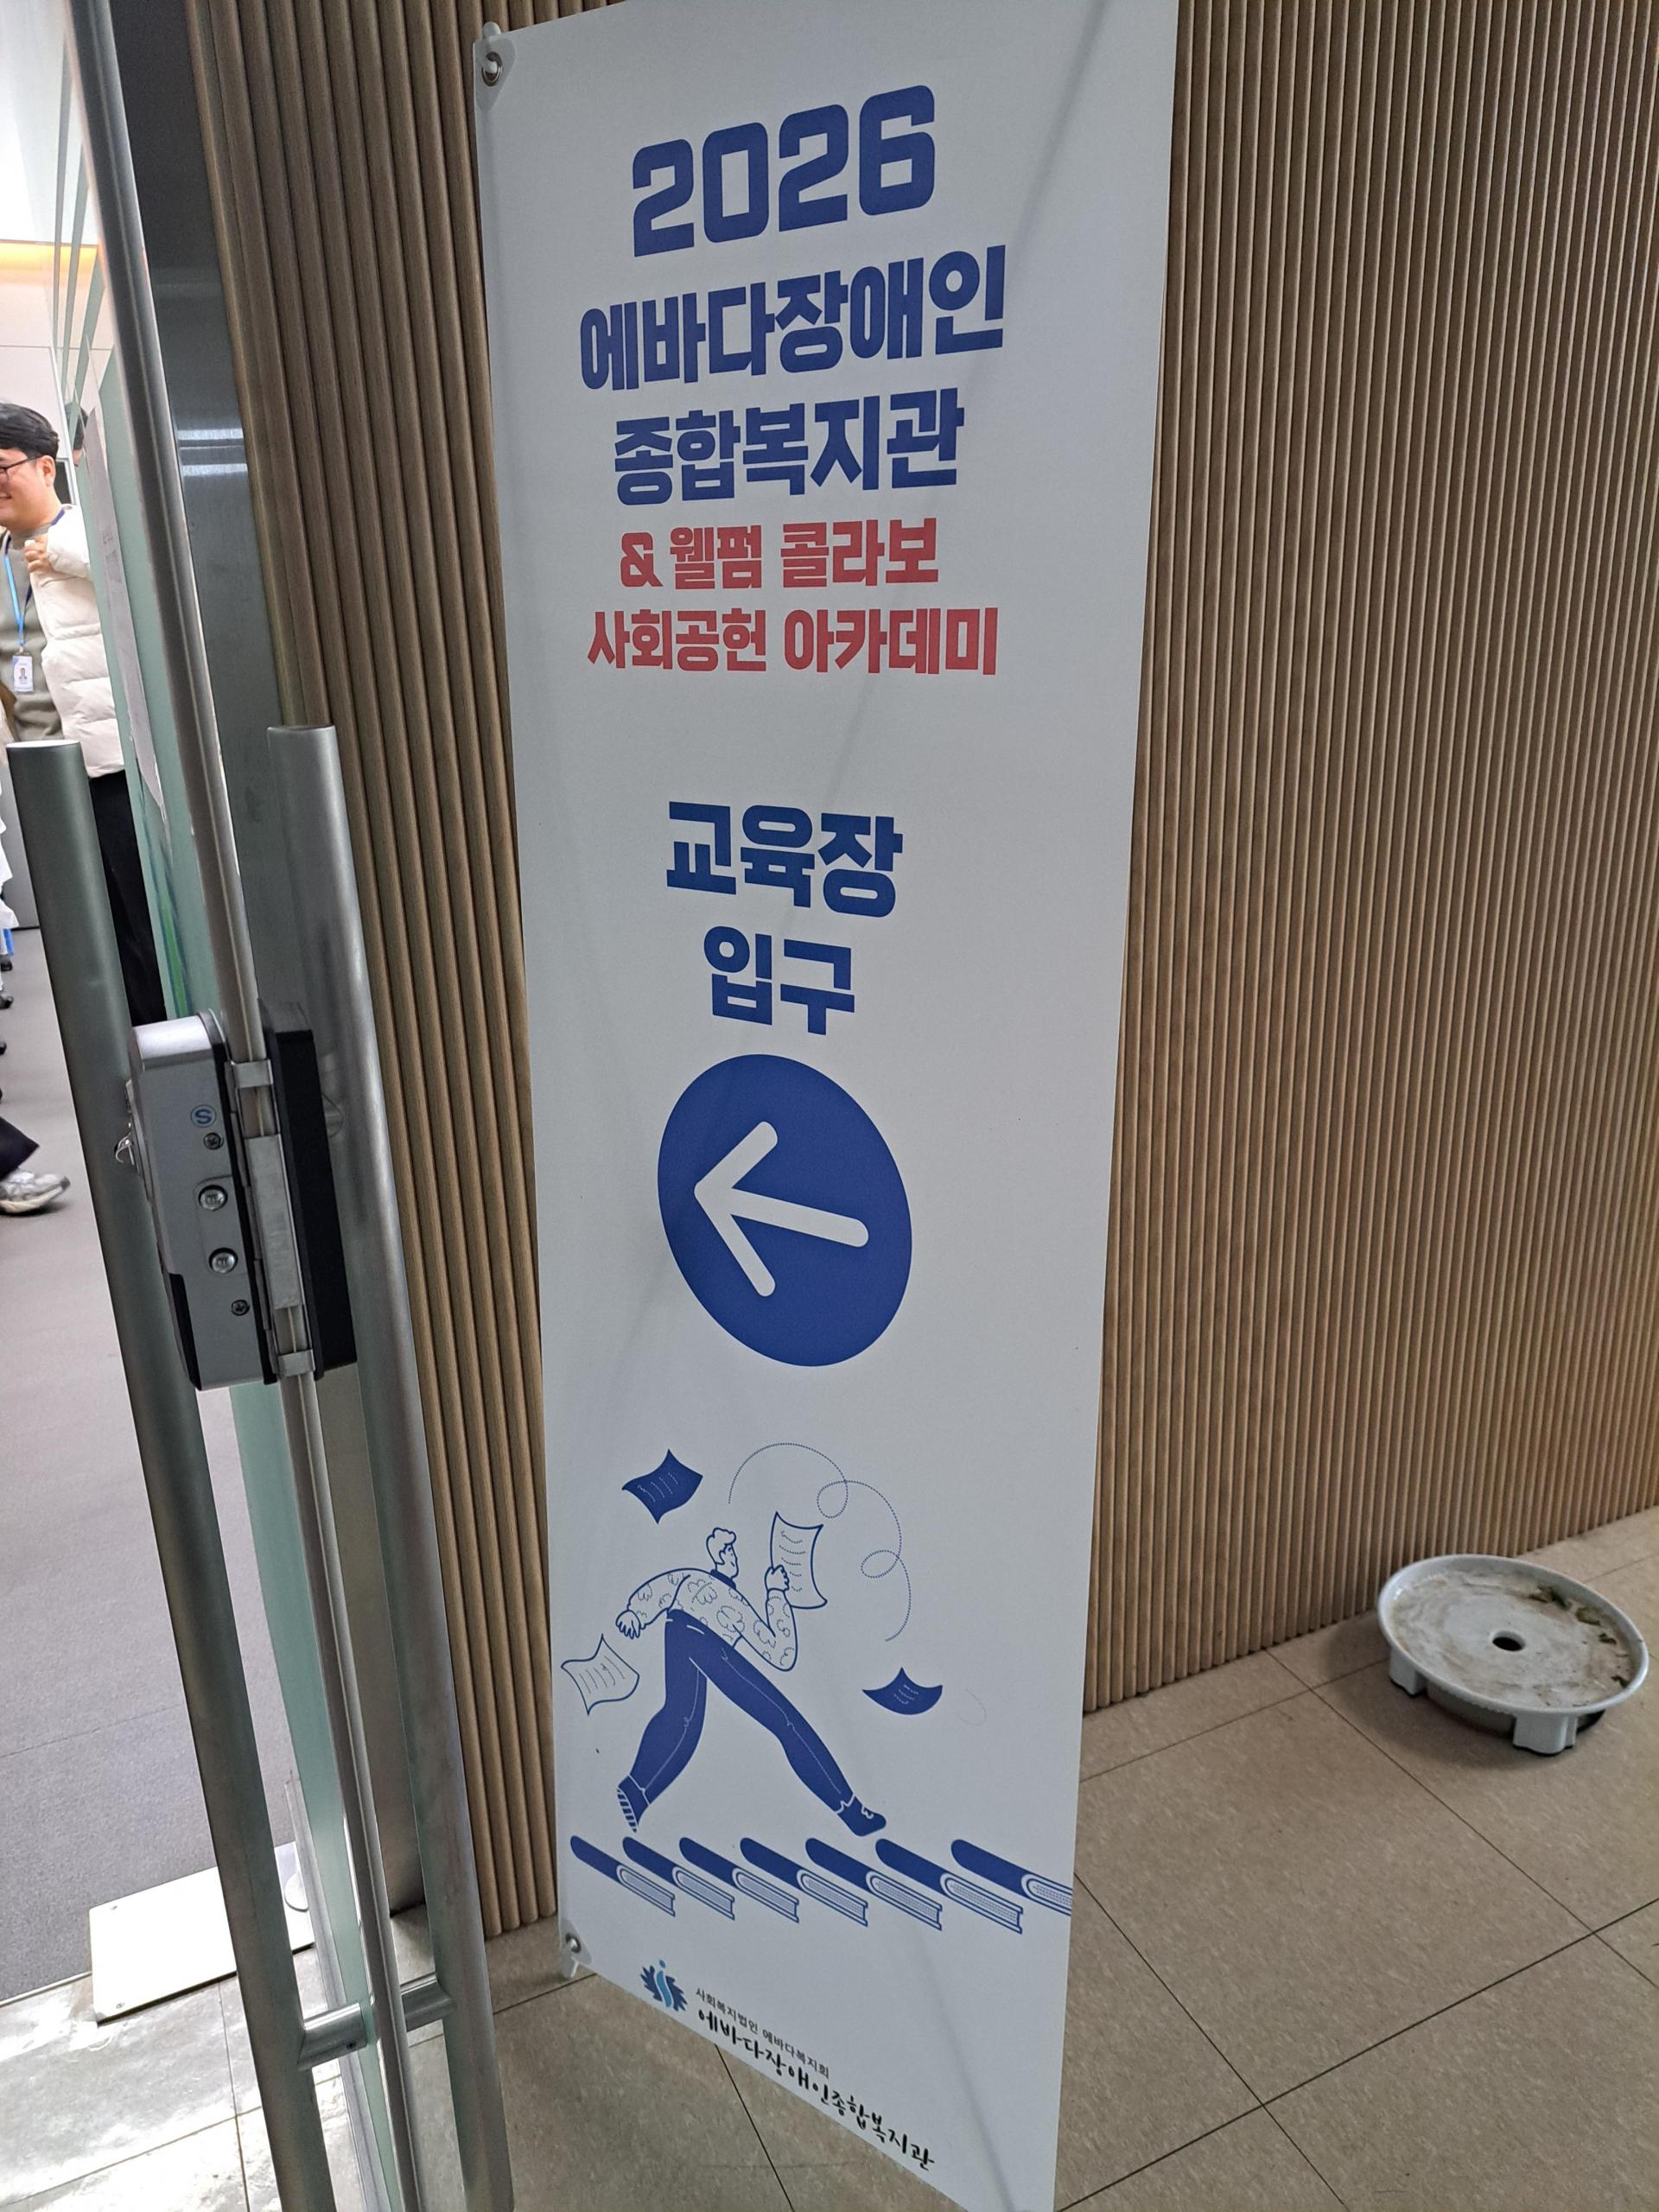 2026
에바다장애인
종합복지관
& 웰펌 콜라보
사회공헌 아카데미
교육장
입구
사회복지법인 에바다복지회
에바다장애인종합복지관
S